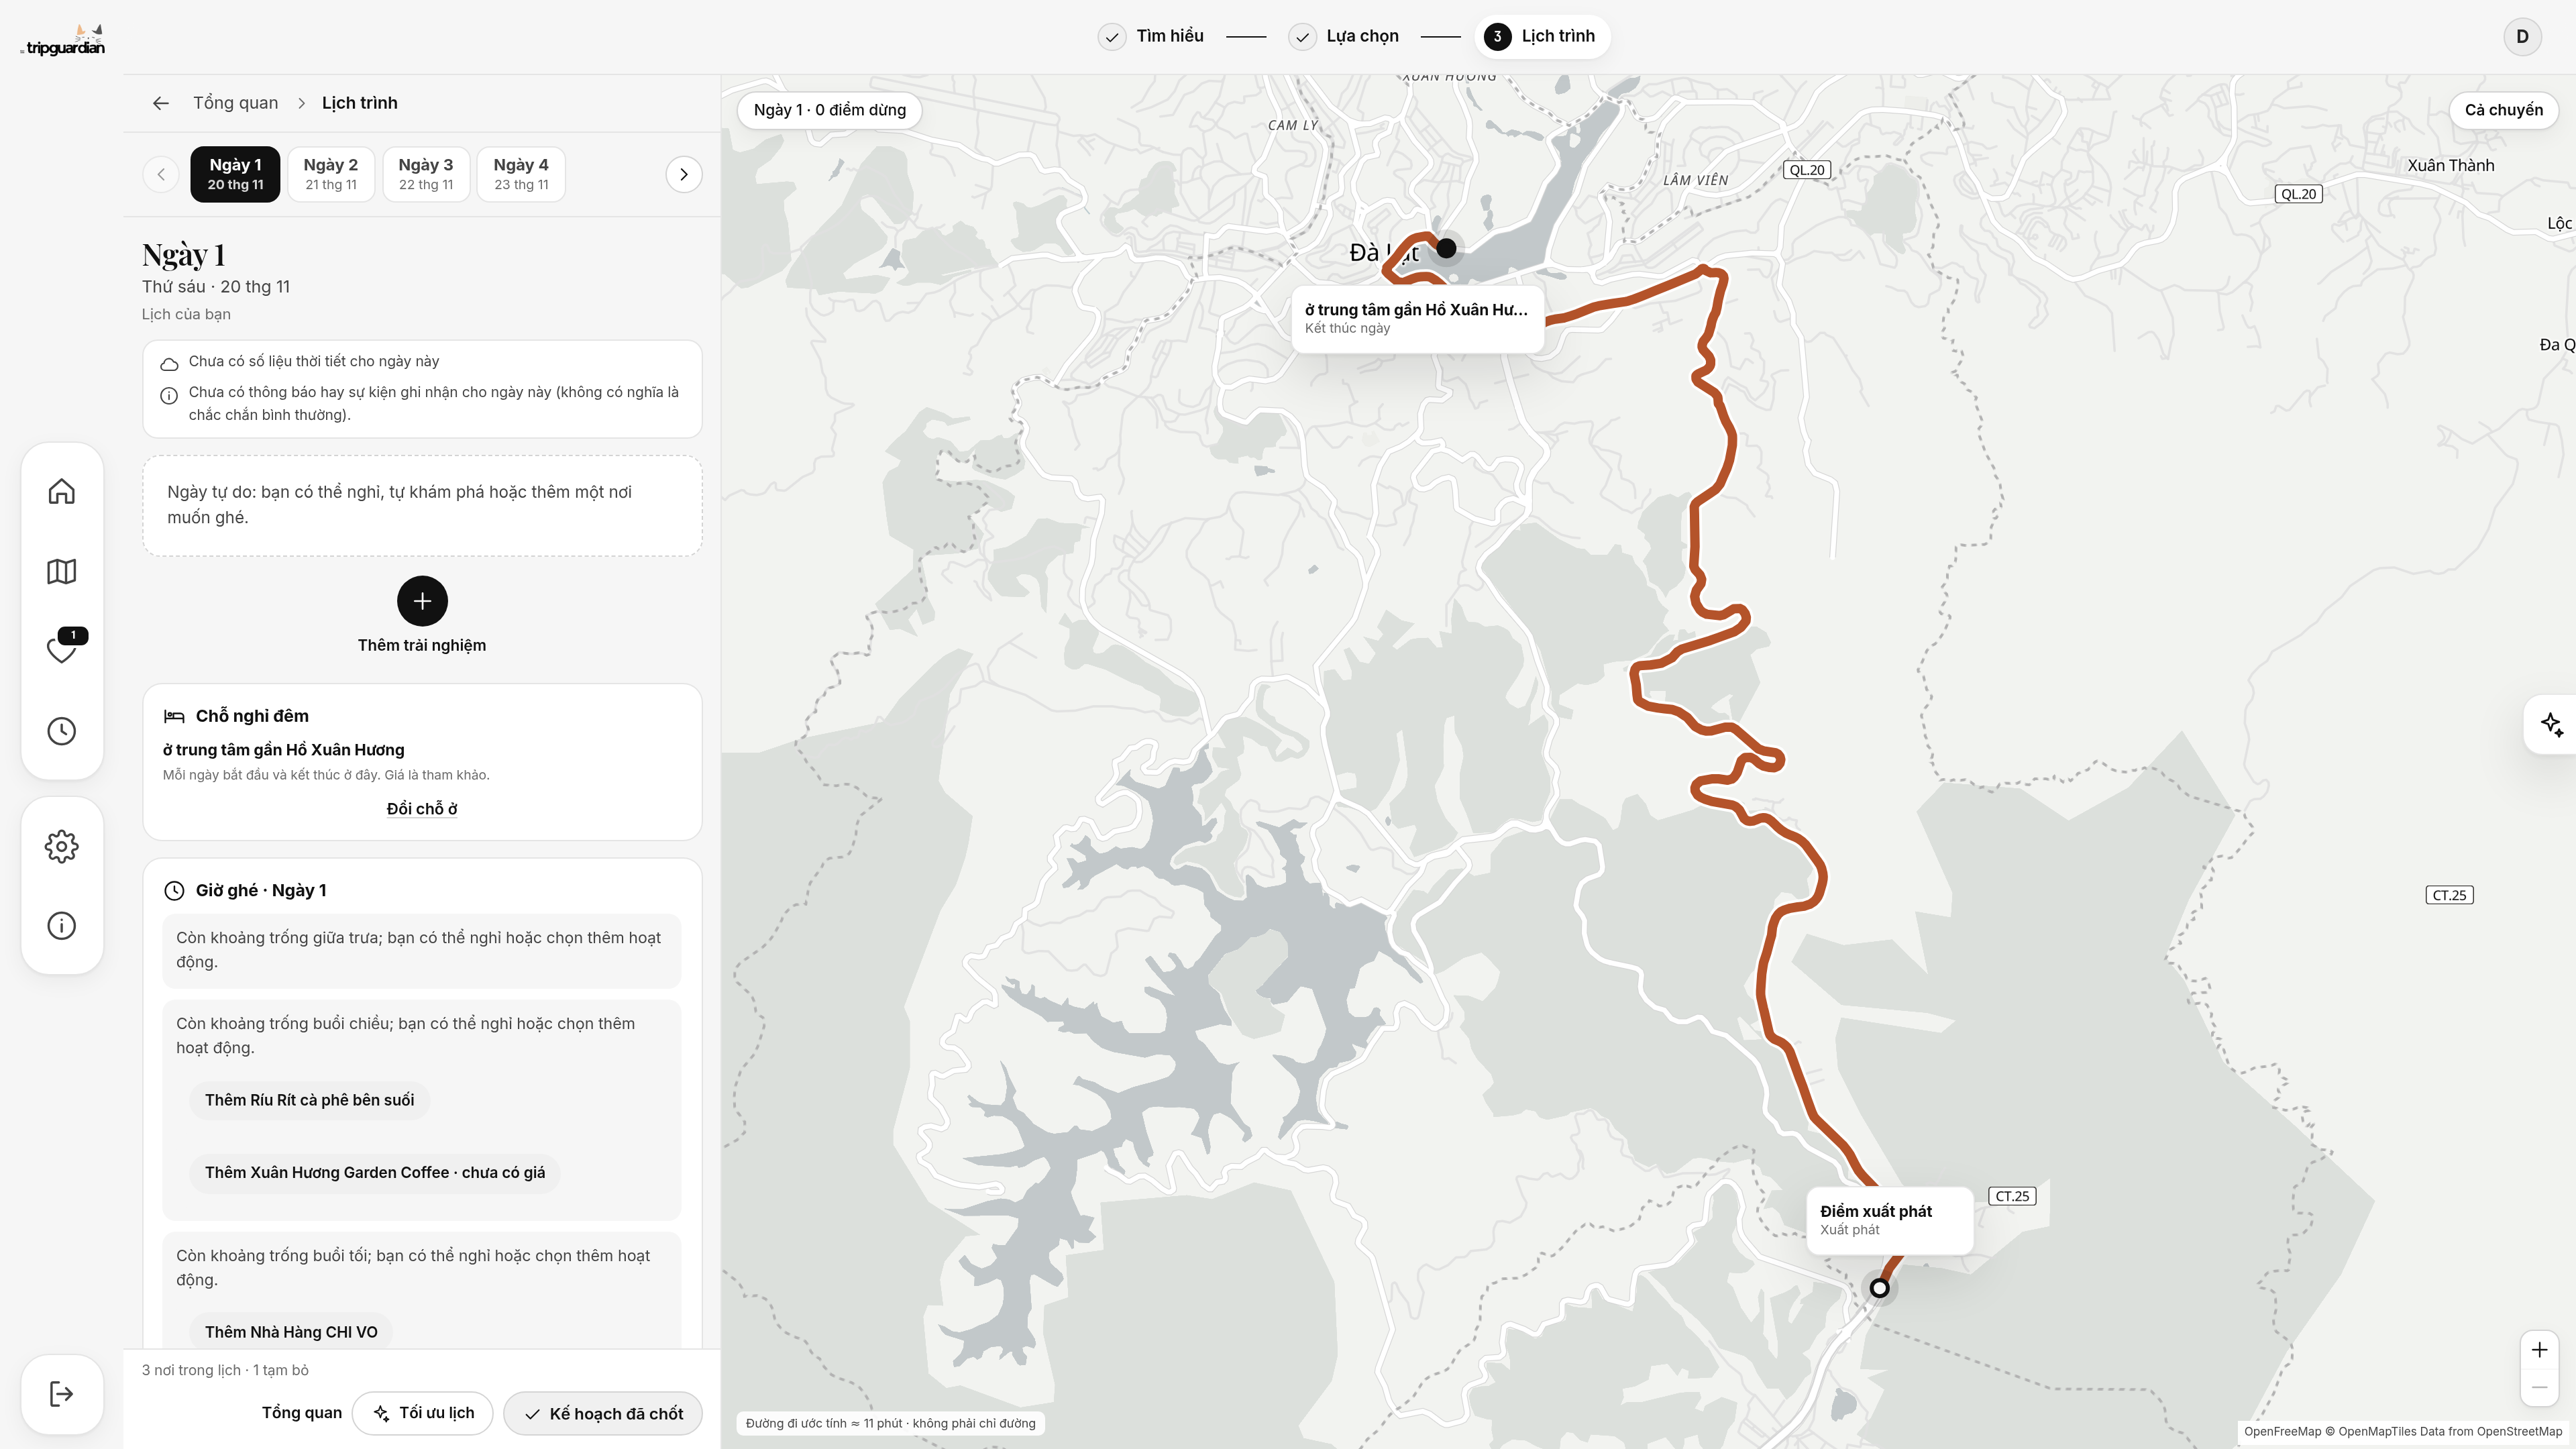 tripguardian
Tìm hiểu
Lựa chọn
3 Lịch trình
D
Tổng quan
Lịch trình
Ngày 1
20 thg 11
Ngày 2
21 thg 11
Ngày 3
22 thg 11
Ngày 4
23 thg 11
Ngày 1
Thứ sáu · 20 thg 11
Lịch của bạn
Chưa có số liệu thời tiết cho ngày này
Chưa có thông báo hay sự kiện ghi nhận cho ngày này (không có nghĩa là
chắc chắn bình thường).
Ngày tự do: bạn có thể nghỉ, tự khám phá hoặc thêm một nơi
muốn ghé.
Thêm trải nghiệm
1
Chỗ nghỉ đêm
ở trung tâm gần Hồ Xuân Hương
Mỗi ngày bắt đầu và kết thúc ở đây. Giá là tham khảo.
Đổi chỗ ở
Giờ ghé · Ngày 1
Còn khoảng trống giữa trưa; bạn có thể nghỉ hoặc chọn thêm hoạt
động.
Còn khoảng trống buổi chiều; bạn có thể nghỉ hoặc chọn thêm
hoạt động.
Thêm Ríu Rít cà phê bên suối
Thêm Xuân Hương Garden Coffee · chưa có giá
Còn khoảng trống buổi tối; bạn có thể nghỉ hoặc chọn thêm hoạt
động.
Thêm Nhà Hàng CHI VO
3 nơi trong lịch · 1 tạm bỏ
Tổng quan
Tối ưu lịch
Kế hoạch đã chốt
Ngày 1 · 0 điểm dừng
Cả chuyến
XUÂN HƯƠNG
CAM LY
LÂM VIÊN
QL.20
QL.20
Xuân Thành
Lộc
Đa Q
ở trung tâm gần Hồ Xuân Hư...
Kết thúc ngày
CT.25
CT.25
Điểm xuất phát
Xuất phát
Đường đi ước tính ≈ 11 phút · không phải chỉ đường
OpenFreeMap © OpenMapTiles Data from OpenStreetMap